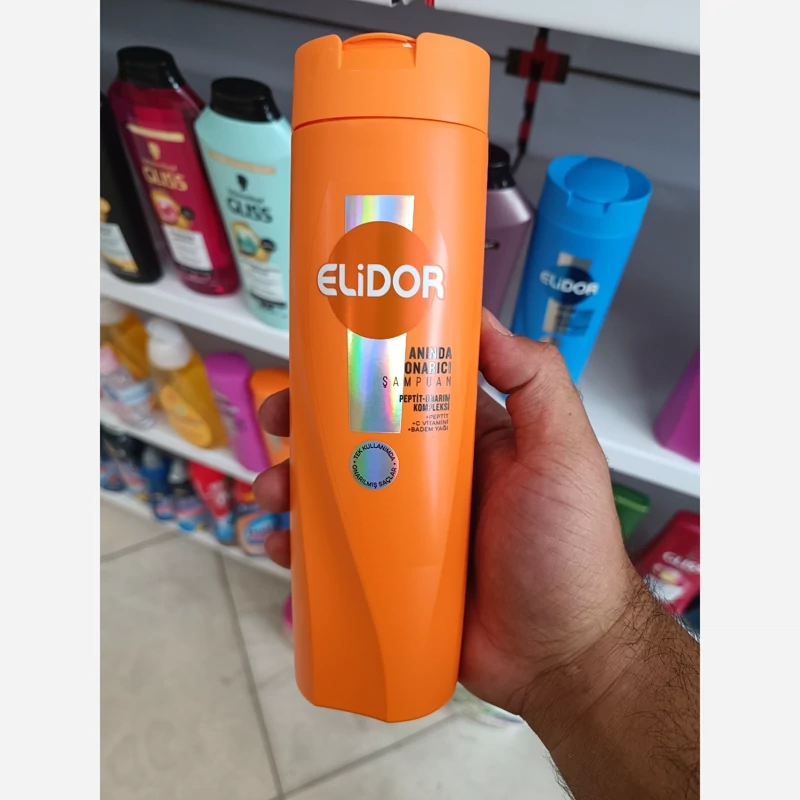 ELiDOR
ANINDA
ONARICI
ŞAMPUAN
PEPTİT-ONARIM
KOMPLEKSİ
+PEPTİT
+C VİTAMİNİ
+BADEM YAĞI
• TEK KULLANIMDA •
ONARILMIŞ SAÇLAR
GLISS
GLISS
ELiDOR
GLISS